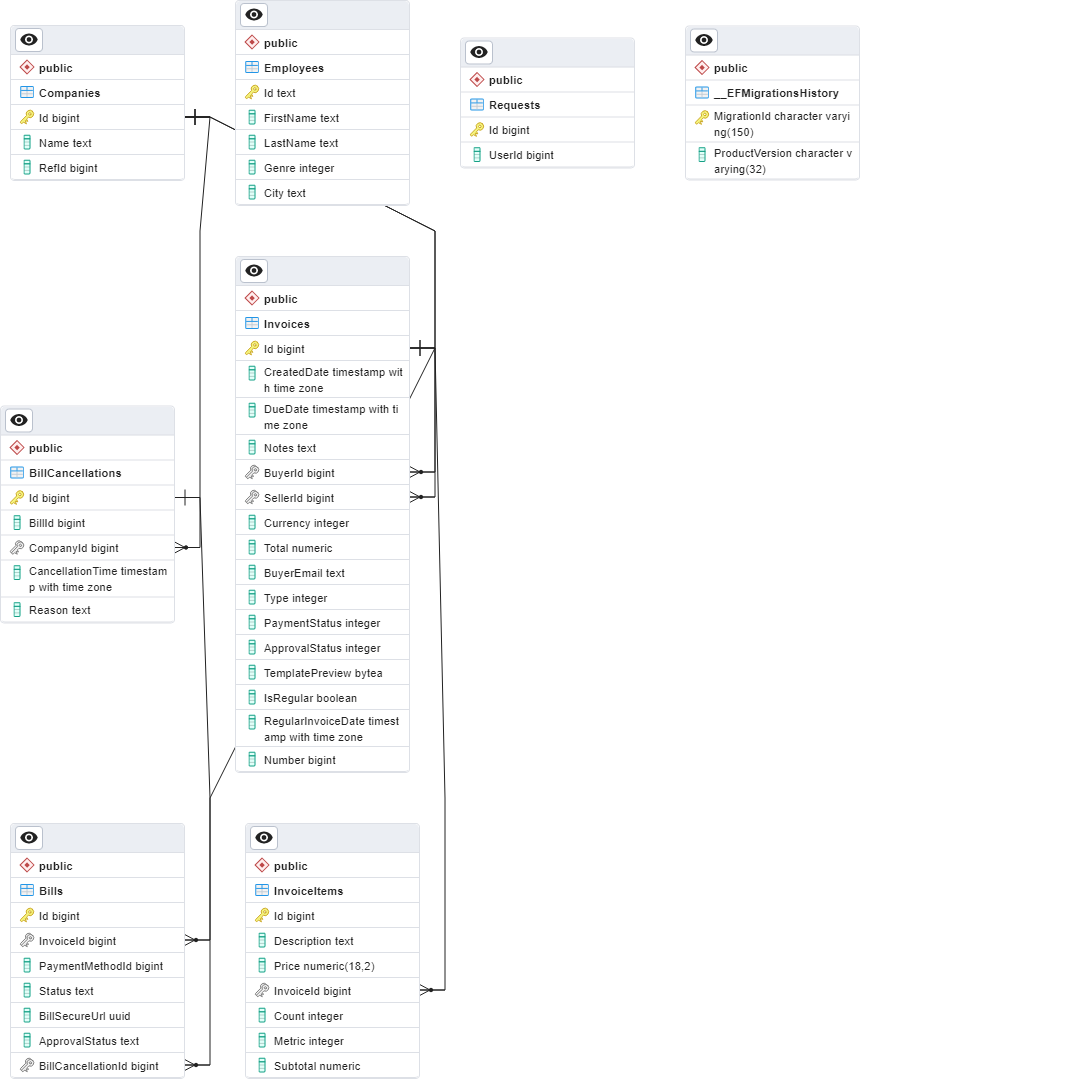 public
Companies
Id bigint
Name text
RefId bigint
public
Employees
Id text
FirstName text
LastName text
Genre integer
City text
public
Requests
Id bigint
UserId bigint
public
__EFMigrationsHistory
MigrationId character varyi
ng(150)
ProductVersion character v
arying(32)
public
Invoices
Id bigint
CreatedDate timestamp wit
h time zone
DueDate timestamp with ti
me zone
Notes text
BuyerId bigint
SellerId bigint
Currency integer
Total numeric
BuyerEmail text
Type integer
PaymentStatus integer
ApprovalStatus integer
TemplatePreview bytea
IsRegular boolean
RegularInvoiceDate timest
amp with time zone
Number bigint
public
BillCancellations
Id bigint
BillId bigint
CompanyId bigint
CancellationTime timestam
p with time zone
Reason text
public
Bills
Id bigint
InvoiceId bigint
PaymentMethodId bigint
Status text
BillSecureUrl uuid
ApprovalStatus text
BillCancellationId bigint
public
InvoiceItems
Id bigint
Description text
Price numeric(18,2)
InvoiceId bigint
Count integer
Metric integer
Subtotal numeric